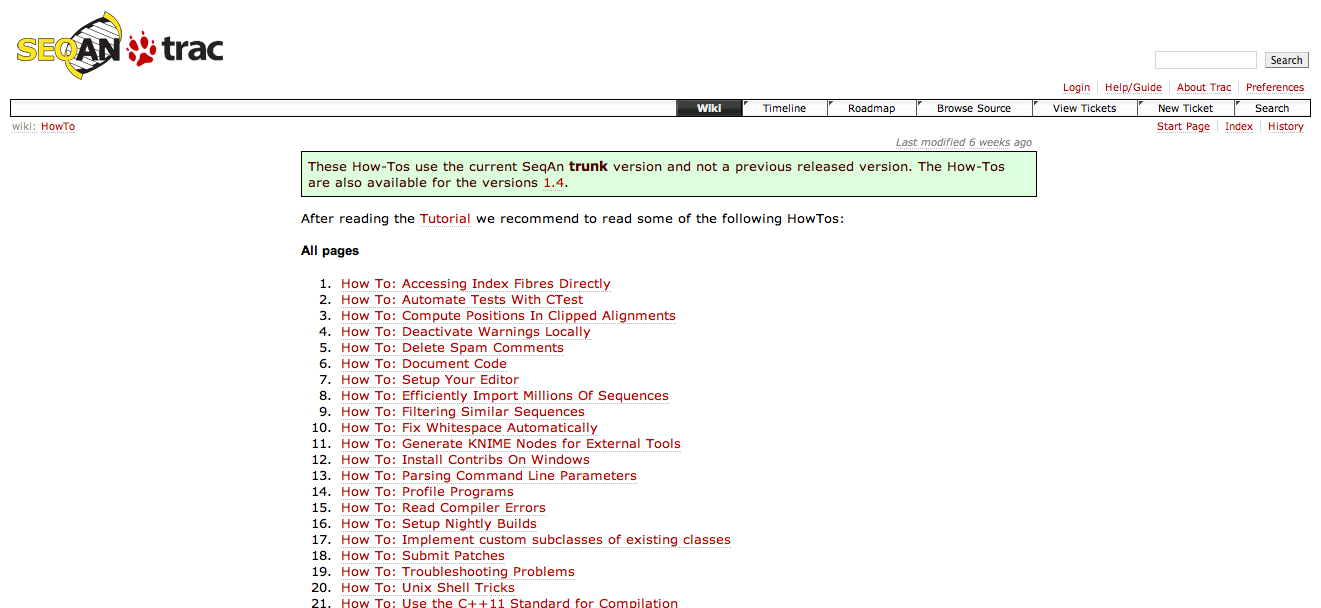 SEQAN trac
Search
Login Help/Guide About Trac Preferences
Wiki Timeline Roadmap Browse Source View Tickets New Ticket Search
wiki: HowTo Start Page Index History
Last modified 6 weeks ago
These How-Tos use the current SeqAn trunk version and not a previous released version. The How-Tos
are also available for the versions 1.4.
After reading the Tutorial we recommend to read some of the following HowTos:
All pages
1. How To: Accessing Index Fibres Directly
2. How To: Automate Tests With CTest
3. How To: Compute Positions In Clipped Alignments
4. How To: Deactivate Warnings Locally
5. How To: Delete Spam Comments
6. How To: Document Code
7. How To: Setup Your Editor
8. How To: Efficiently Import Millions Of Sequences
9. How To: Filtering Similar Sequences
10. How To: Fix Whitespace Automatically
11. How To: Generate KNIME Nodes for External Tools
12. How To: Install Contribs On Windows
13. How To: Parsing Command Line Parameters
14. How To: Profile Programs
15. How To: Read Compiler Errors
16. How To: Setup Nightly Builds
17. How To: Implement custom subclasses of existing classes
18. How To: Submit Patches
19. How To: Troubleshooting Problems
20. How To: Unix Shell Tricks
21. How To: Use the C++11 Standard for Compilation